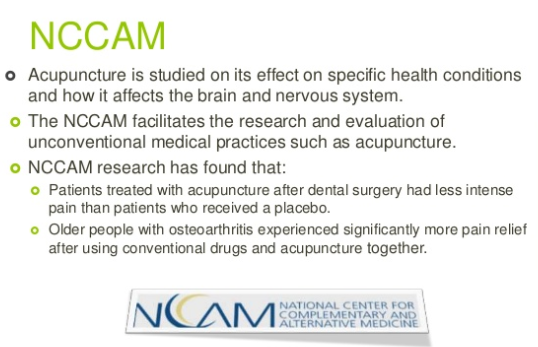 NCCAM
Acupuncture is studied on its effect on specific health conditions
and how it affects the brain and nervous system.
The NCCAM facilitates the research and evaluation of
unconventional medical practices such as acupuncture.
NCCAM research has found that:
Patients treated with acupuncture after dental surgery had less intense
pain than patients who received a placebo.
Older people with osteoarthritis experienced significantly more pain relief
after using conventional drugs and acupuncture together.
NCCAM NATIONAL CENTER FOR
COMPLEMENTARY AND
ALTERNATIVE MEDICINE